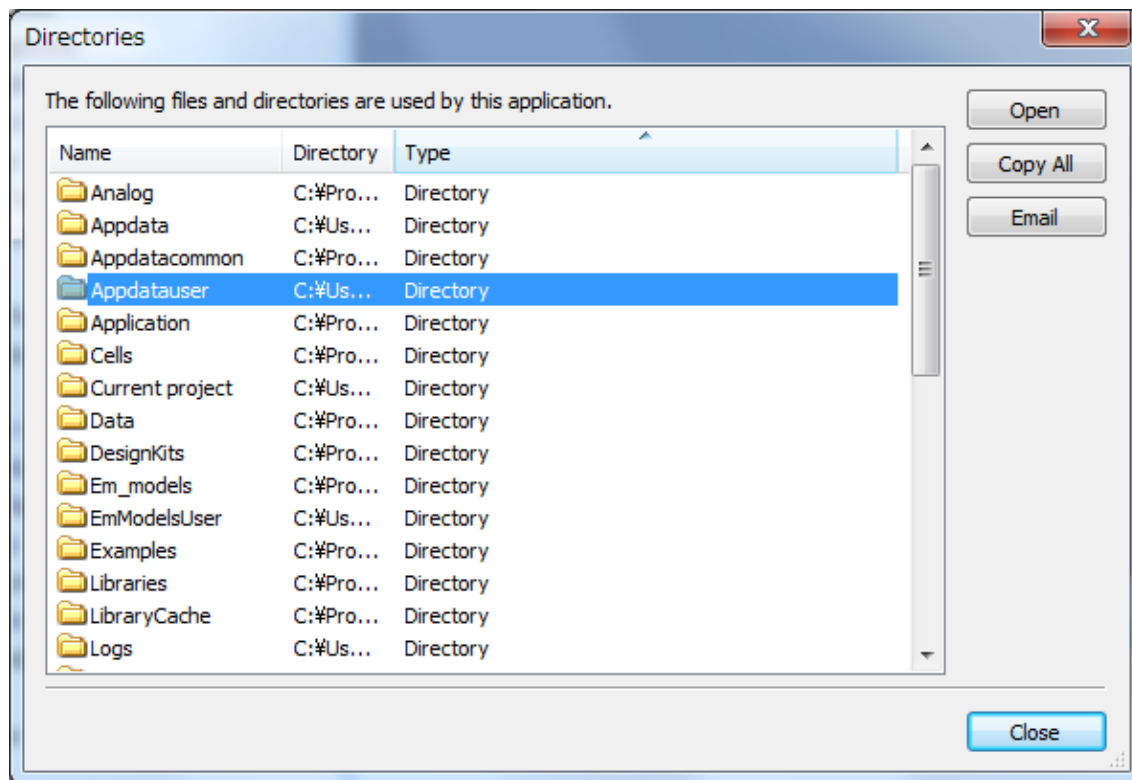 Directories
The following files and directories are used by this application.
Open
Copy All
Email
Name Directory Type
Analog C:¥Pro... Directory
Appdata C:¥Us... Directory
Appdatacommon C:¥Pro... Directory
Appdatauser C:¥Us... Directory
Application C:¥Pro... Directory
Cells C:¥Pro... Directory
Current project C:¥Us... Directory
Data C:¥Pro... Directory
DesignKits C:¥Pro... Directory
Em_models C:¥Pro... Directory
EmModelsUser C:¥Us... Directory
Examples C:¥Pro... Directory
Libraries C:¥Pro... Directory
LibraryCache C:¥Pro... Directory
Logs C:¥Us... Directory
Close